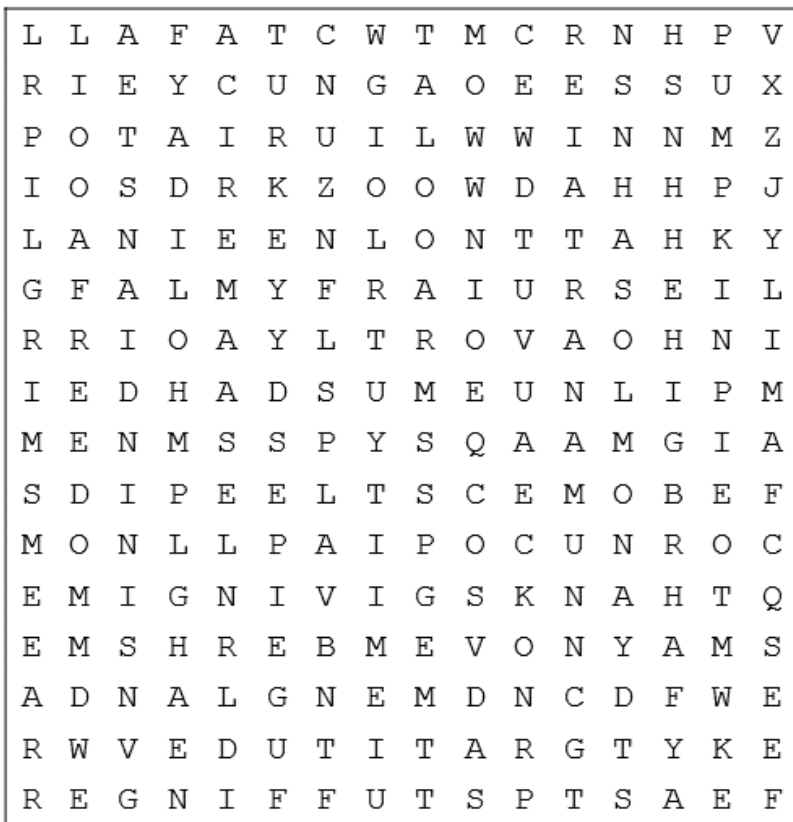 L L A F A T C W T M C R N H P V
R I E Y C U N G A O E E S S U X
P O T A I R U I L W W I N N M Z
I O S D R K Z O O W D A H H P J
L A N I E E N L O N T T A H K Y
G F A L M Y F R A I U R S E I L
R R I O A Y L T R O V A O H N I
I E D H A D S U M E U N L I P M
M E N M S S P Y S Q A A M G I A
S D I P E E L T S C E M O B E F
M O N L L P A I P O C U N R O C
E M I G N I V I G S K N A H T Q
E M S H R E B M E V O N Y A M S
A D N A L G N E M D N C D F W E
R W V E D U T I T A R G T Y K E
R E G N I F F U T S P T S A E F